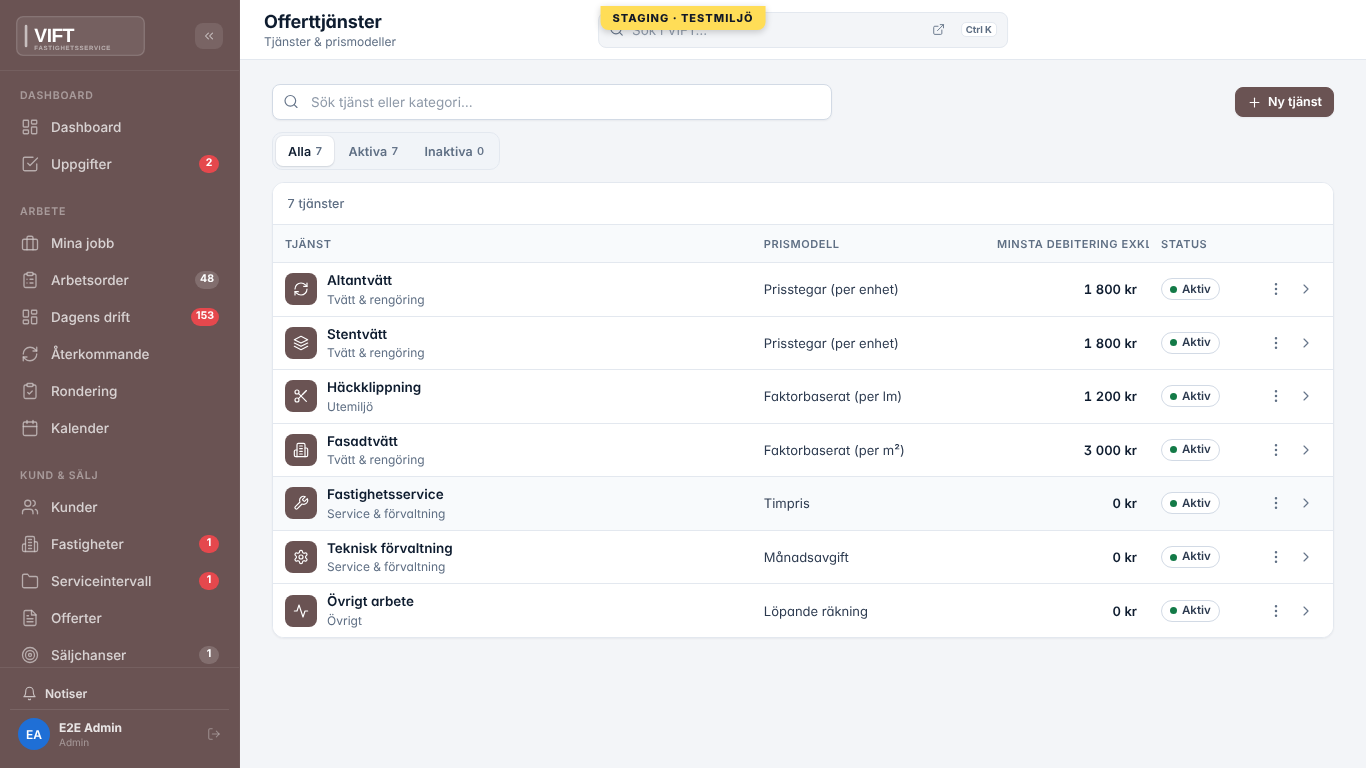 VIFT
FASTIGHETSSERVICE
DASHBOARD
Dashboard
Uppgifter 2
ARBETE
Mina jobb
Arbetsorder 48
Dagens drift 153
Återkommande
Rondering
Kalender
KUND & SÄLJ
Kunder
Fastigheter 1
Serviceintervall 1
Offerter
Säljchanser 1
Notiser
EA
E2E Admin
Admin
Offerttjänster
Tjänster & prismodeller
STAGING · TESTMILJÖ
Sök i VIFT...
Ctrl K
Sök tjänst eller kategori...
Ny tjänst
Alla 7 Aktiva 7 Inaktiva 0
7 tjänster
TJÄNST PRISMODELL MINSTA DEBITERING EXKL STATUS
Altantvätt
Tvätt & rengöring
Prisstegar (per enhet) 1 800 kr Aktiv
Stentvätt
Tvätt & rengöring
Prisstegar (per enhet) 1 800 kr Aktiv
Häckklippning
Utemiljö
Faktorbaserat (per lm) 1 200 kr Aktiv
Fasadtvätt
Tvätt & rengöring
Faktorbaserat (per m²) 3 000 kr Aktiv
Fastighetsservice
Service & förvaltning
Timpris 0 kr Aktiv
Teknisk förvaltning
Service & förvaltning
Månadsavgift 0 kr Aktiv
Övrigt arbete
Övrigt
Löpande räkning 0 kr Aktiv